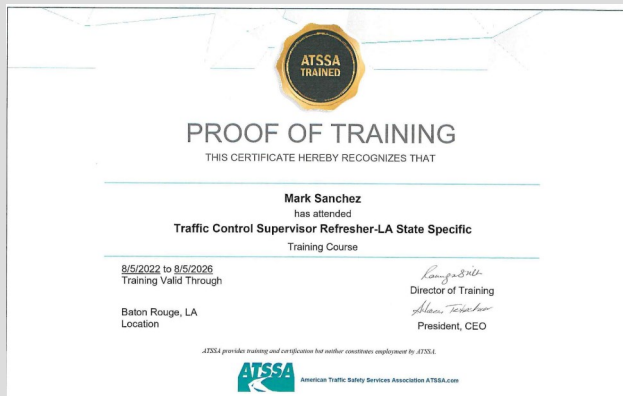 ATSSA
TRAINED
PROOF OF TRAINING
THIS CERTIFICATE HEREBY RECOGNIZES THAT
Mark Sanchez
has attended
Traffic Control Supervisor Refresher-LA State Specific
Training Course
8/5/2022 to 8/5/2026
Training Valid Through
Director of Training
Baton Rouge, LA
Location
President, CEO
ATSSA provides training and certification but neither constitutes employment by ATSSA.
ATSSA
American Traffic Safety Services Association ATSSA.com